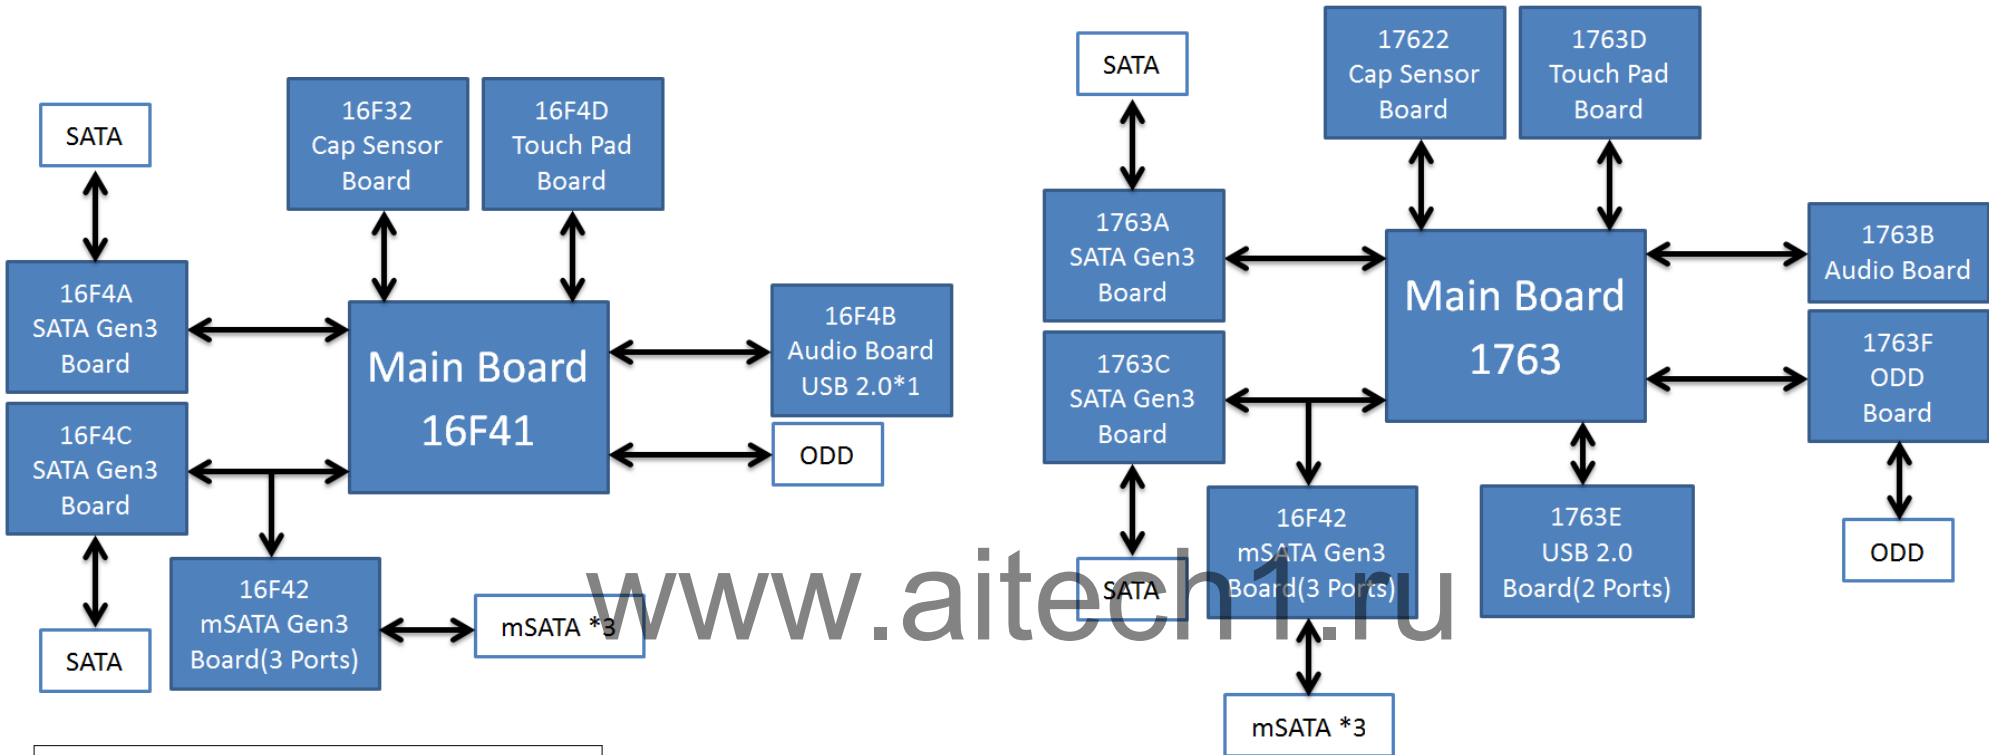 SATA
16F32
Cap Sensor
Board
16F4D
Touch Pad
Board
16F4A
SATA Gen3
Board
Main Board
16F41
16F4B
Audio Board
USB 2.0*1
16F4C
SATA Gen3
Board
ODD
SATA
16F42
mSATA Gen3
Board(3 Ports)
mSATA *3
SATA
17622
Cap Sensor
Board
1763D
Touch Pad
Board
1763A
SATA Gen3
Board
Main Board
1763
1763B
Audio Board
1763C
SATA Gen3
Board
1763F
ODD
Board
SATA
16F42
mSATA Gen3
Board(3 Ports)
1763E
USB 2.0
Board(2 Ports)
ODD
mSATA *3
www.aitech1.ru